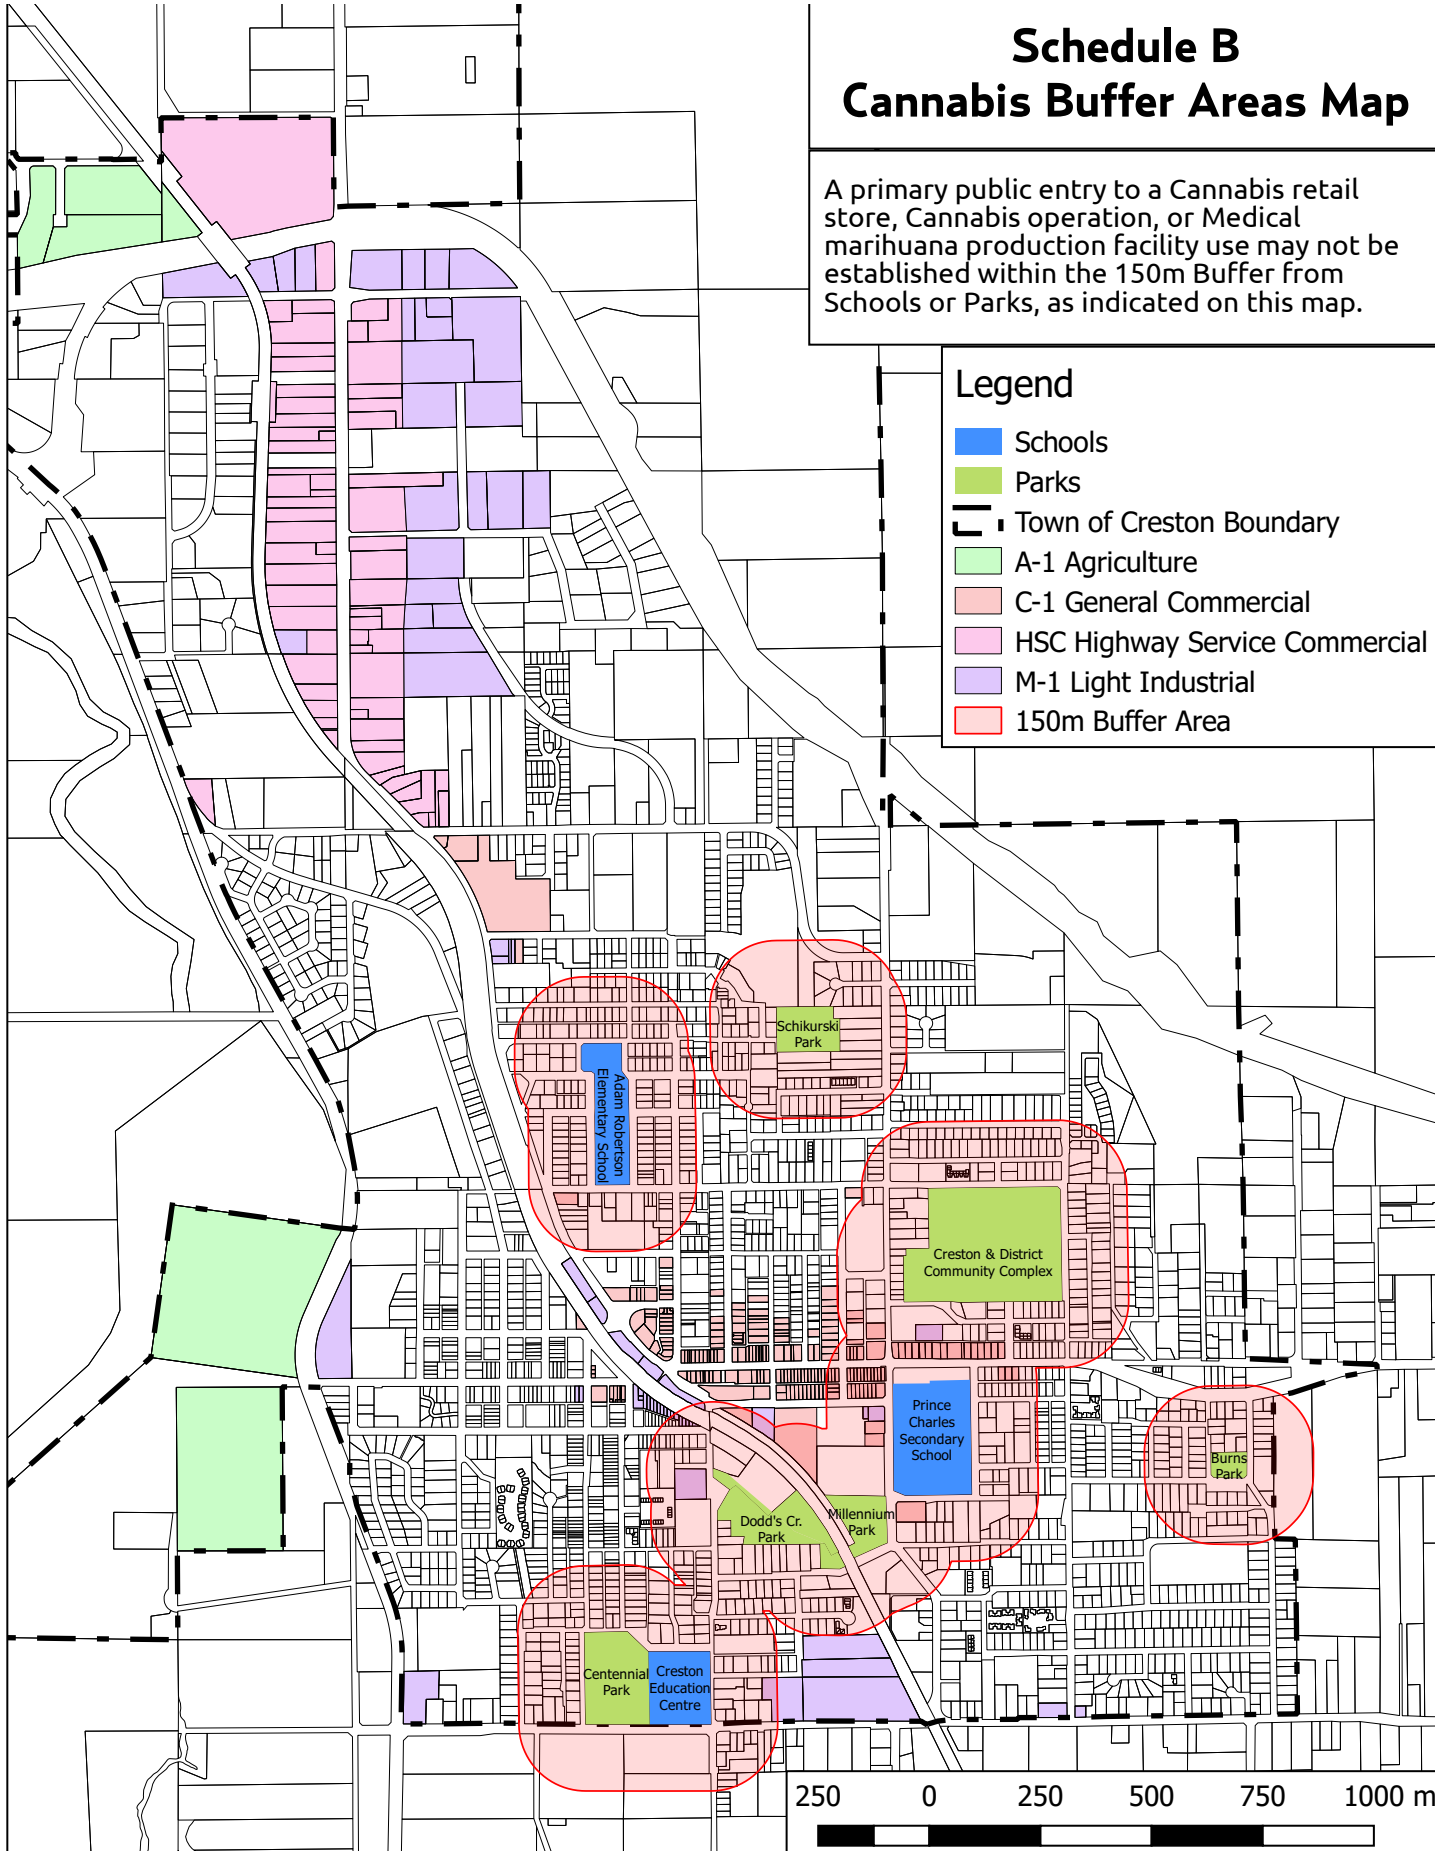 Schedule B
Cannabis Buffer Areas Map
A primary public entry to a Cannabis retail
store, Cannabis operation, or Medical
marihuana production facility use may not be
established within the 150m Buffer from
Schools or Parks, as indicated on this map.
Legend
Schools
Parks
Town of Creston Boundary
A-1 Agriculture
C-1 General Commercial
HSC Highway Service Commercial
M-1 Light Industrial
150m Buffer Area
Schikurski
Park
Adam Robertson
Elementary School
Creston & District
Community Complex
Prince
Charles
Secondary
School
Burns
Park
Dodd's Cr.
Park
Millennium
Park
Centennial
Park
Creston
Education
Centre
250 0 250 500 750 1000 m